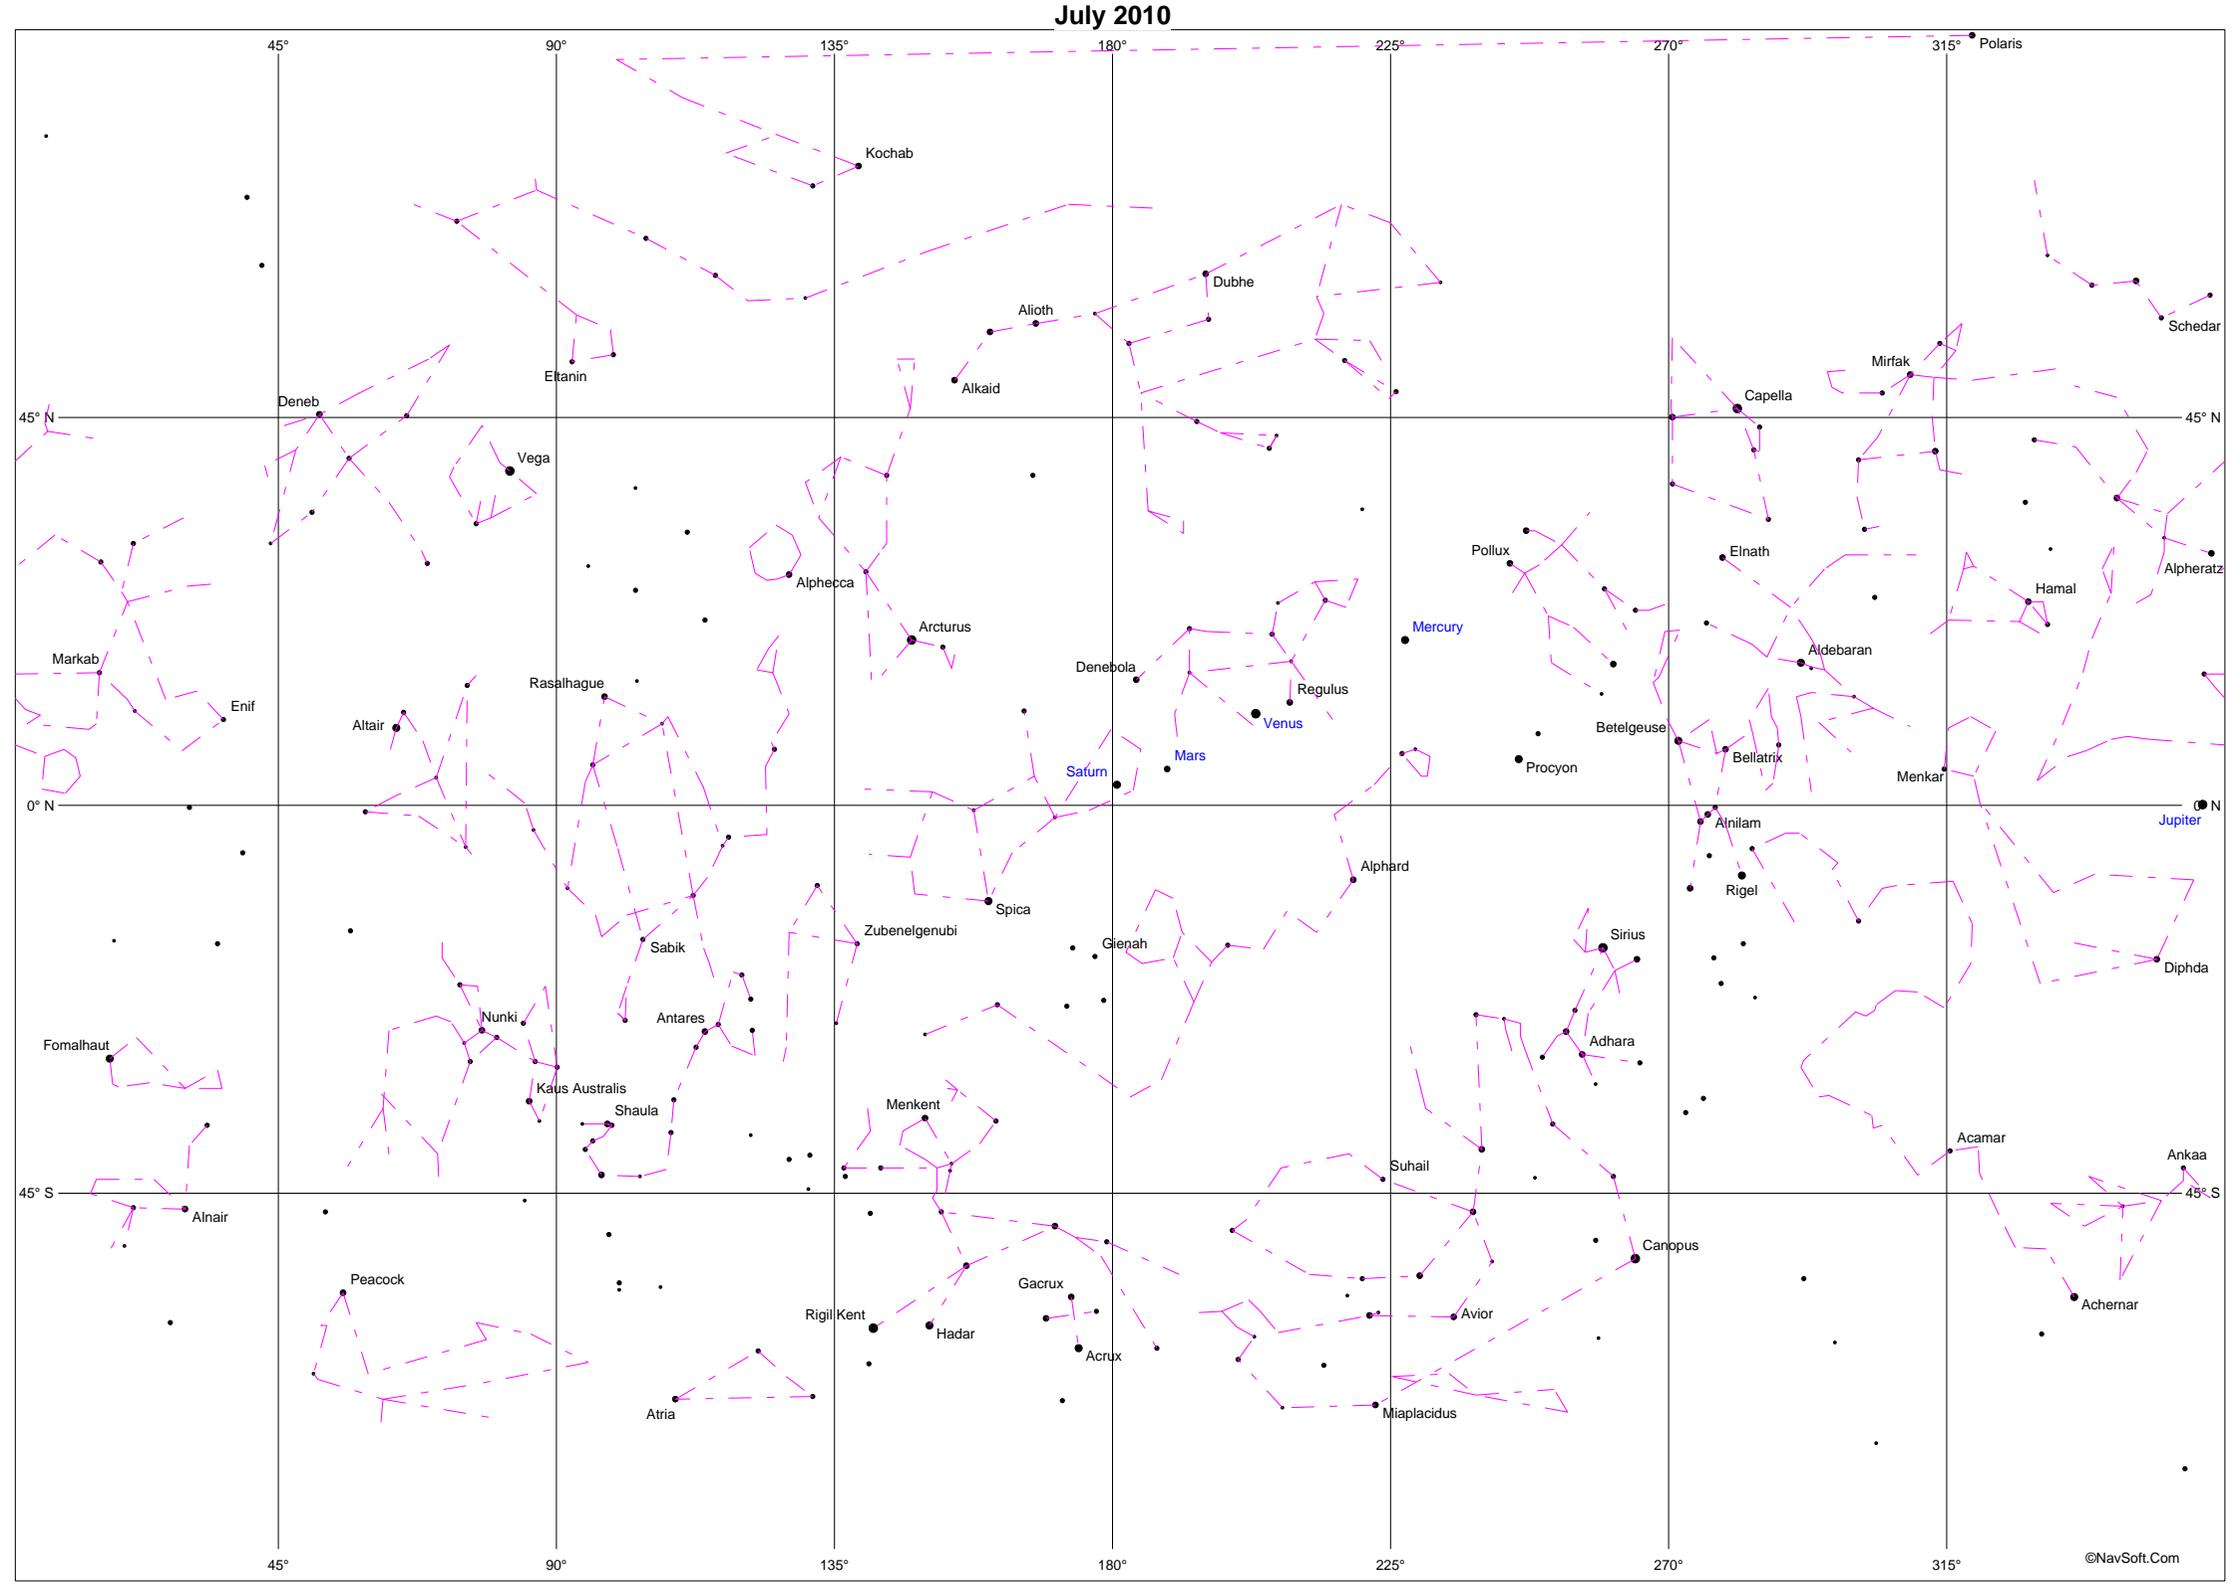 July 2010
45° 90° 135° 180° 225° 270° 315°
Polaris
Kochab
Dubhe
Alioth
Schedar
Mirfak
Eltanin
Alkaid
Capella
Deneb
45° N 45° N
Vega
Pollux
Elnath
Alpheratz
Alphecca
Hamal
Arcturus
Mercury
Aldebaran
Markab
Denebola
Rasalhague
Regulus
Enif
Altair
Venus
Betelgeuse
Mars
Bellatrix
Saturn
Procyon
Menkar
0° N 0° N
Jupiter
Alnilam
Alphard
Rigel
Spica
Zubenelgenubi
Sirius
Gienah
Sabik
Diphda
Nunki
Antares
Fomalhaut
Adhara
Kaus Australis
Shaula
Menkent
Acamar
Ankaa
Suhail
45° S 45° S
Alnair
Canopus
Peacock
Gacrux
Achernar
Rigil Kent
Avior
Hadar
Acrux
Atria
Miaplacidus
©NavSoft.Com
45° 90° 135° 180° 225° 270° 315°